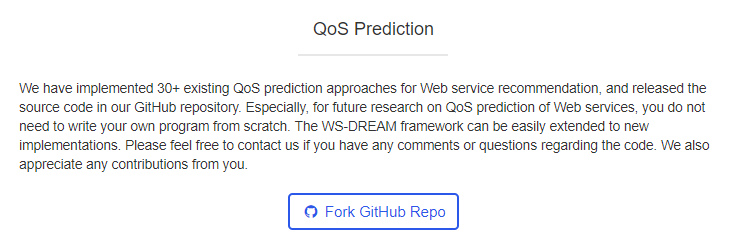 QoS Prediction
We have implemented 30+ existing QoS prediction approaches for Web service recommendation, and released the
source code in our GitHub repository. Especially, for future research on QoS prediction of Web services, you do not
need to write your own program from scratch. The WS-DREAM framework can be easily extended to new
implementations. Please feel free to contact us if you have any comments or questions regarding the code. We also
appreciate any contributions from you.
Fork GitHub Repo